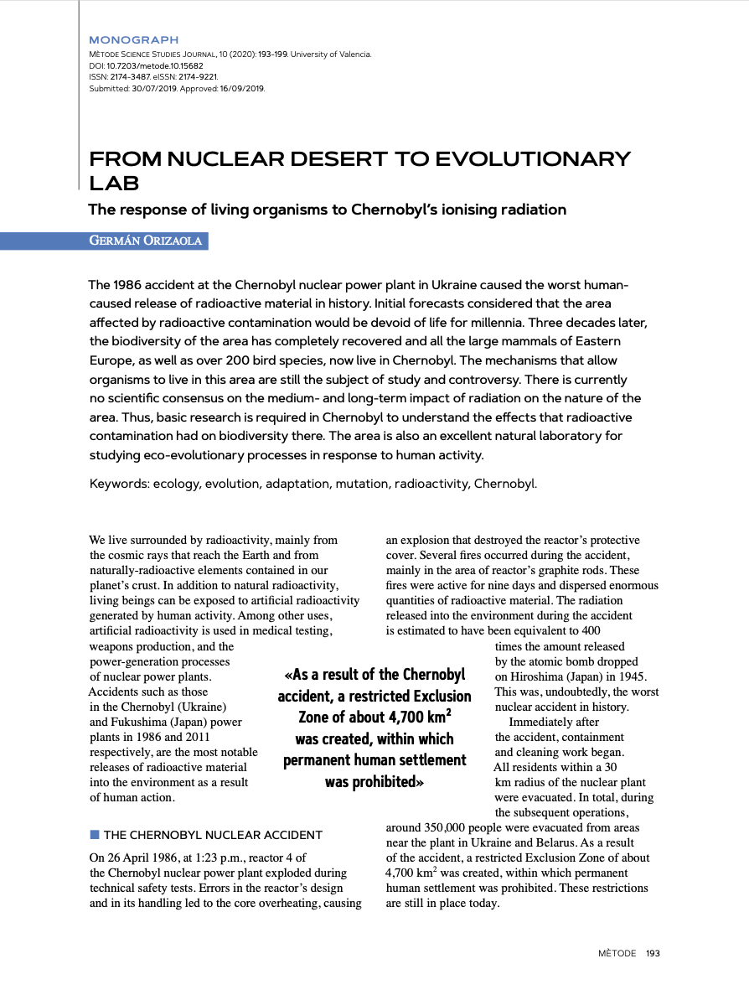 MONOGRAPH
MÈTODE SCIENCE STUDIES JOURNAL, 10 (2020): 193-199. University of Valencia.
DOI: 10.7203/metode.10.15682
ISSN: 2174-3487. eISSN: 2174-9221.
Submitted: 30/07/2019. Approved: 16/09/2019.
FROM NUCLEAR DESERT TO EVOLUTIONARY
LAB
The response of living organisms to Chernobyl's ionising radiation
GERMÁN ORIZAOLA
The 1986 accident at the Chernobyl nuclear power plant in Ukraine caused the worst human-
caused release of radioactive material in history. Initial forecasts considered that the area
affected by radioactive contamination would be devoid of life for millennia. Three decades later,
the biodiversity of the area has completely recovered and all the large mammals of Eastern
Europe, as well as over 200 bird species, now live in Chernobyl. The mechanisms that allow
organisms to live in this area are still the subject of study and controversy. There is currently
no scientific consensus on the medium- and long-term impact of radiation on the nature of the
area. Thus, basic research is required in Chernobyl to understand the effects that radioactive
contamination had on biodiversity there. The area is also an excellent natural laboratory for
studying eco-evolutionary processes in response to human activity.
Keywords: ecology, evolution, adaptation, mutation, radioactivity, Chernobyl.
We live surrounded by radioactivity, mainly from
the cosmic rays that reach the Earth and from
naturally-radioactive elements contained in our
planet's crust. In addition to natural radioactivity,
living beings can be exposed to artificial radioactivity
generated by human activity. Among other uses,
artificial radioactivity is used in medical testing,
weapons production, and the
power-generation processes
of nuclear power plants.
Accidents such as those
in the Chernobyl (Ukraine)
and Fukushima (Japan) power
plants in 1986 and 2011
respectively, are the most notable
releases of radioactive material
into the environment as a result
of human action.
■ THE CHERNOBYL NUCLEAR ACCIDENT
On 26 April 1986, at 1:23 p.m., reactor 4 of
the Chernobyl nuclear power plant exploded during
technical safety tests. Errors in the reactor's design
and in its handling led to the core overheating, causing
«As a result of the Chernobyl
accident, a restricted Exclusion
Zone of about 4,700 km²
was created, within which
permanent human settlement
was prohibited»
an explosion that destroyed the reactor's protective
cover. Several fires occurred during the accident,
mainly in the area of reactor's graphite rods. These
fires were active for nine days and dispersed enormous
quantities of radioactive material. The radiation
released into the environment during the accident
is estimated to have been equivalent to 400
times the amount released
by the atomic bomb dropped
on Hiroshima (Japan) in 1945.
This was, undoubtedly, the worst
nuclear accident in history.
Immediately after
the accident, containment
and cleaning work began.
All residents within a 30
km radius of the nuclear plant
were evacuated. In total, during
the subsequent operations,
around 350,000 people were evacuated from areas
near the plant in Ukraine and Belarus. As a result
of the accident, a restricted Exclusion Zone of about
4,700 km² was created, within which permanent
human settlement was prohibited. These restrictions
are still in place today.
MÈTODE 193